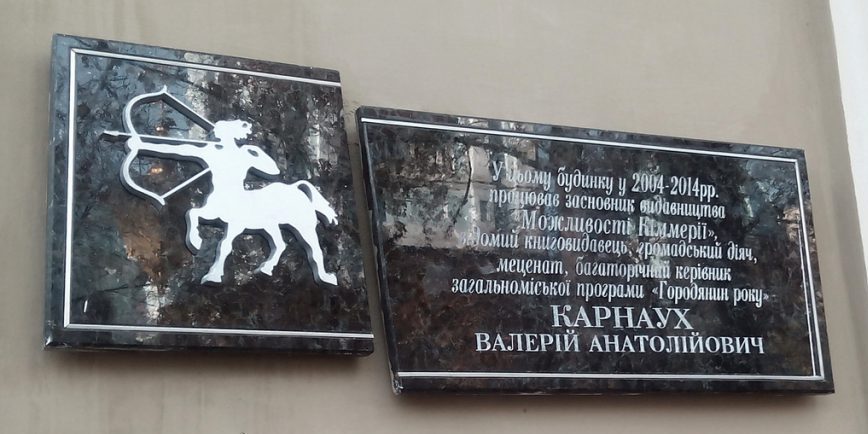 У цьому будинку у 2004-2014рр.
працював засновник видавництва
Можливості Кіммерії»,
відомий книговидавець, громадський діяч,
меценат, багаторічний керівник
загальноміської програми «Городянин року»
КАРНАУХ
ВАЛЕРІЙ АНАТОЛІЙОВИЧ